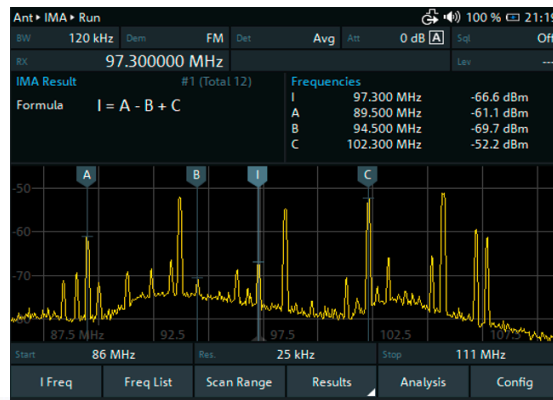 Ant ▸ IMA ▸ Run 100 % 21:19
BW 120 kHz Dem FM Det Avg Att 0 dB A Sql Off
RX 97.300000 MHz Lev ---
IMA Result #1 (Total 12) Frequencies
Formula I = A - B + C
I 97.300 MHz -66.6 dBm
A 89.500 MHz -61.1 dBm
B 94.500 MHz -69.7 dBm
C 102.300 MHz -52.2 dBm
A B I C
-50
-60
-70
87.5 MHz 92.5 97.5 102.5 107.5
Start 86 MHz Res. 25 kHz Stop 111 MHz
I Freq Freq List Scan Range Results Analysis Config